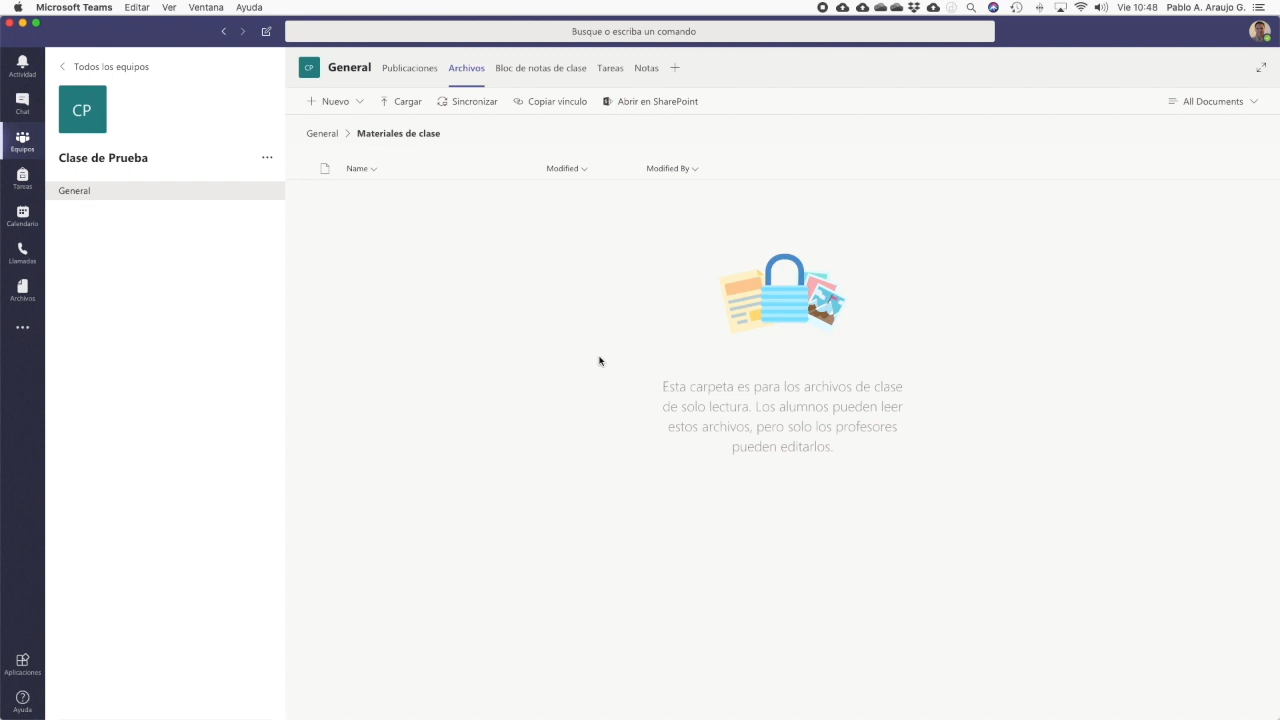 Microsoft Teams Editar Ver Ventana Ayuda Vie 10:48 Pablo A. Araujo G.
Busque o escriba un comando
Actividad
Chat
Equipos
Tareas
Calendario
Llamadas
Archivos
Aplicaciones
Ayuda
Todos los equipos
CP
Clase de Prueba
General
CP General Publicaciones Archivos Bloc de notas de clase Tareas Notas
Nuevo Cargar Sincronizar Copiar vínculo Abrir en SharePoint All Documents
General > Materiales de clase
Name Modified Modified By
Esta carpeta es para los archivos de clase
de solo lectura. Los alumnos pueden leer
estos archivos, pero solo los profesores
pueden editarlos.